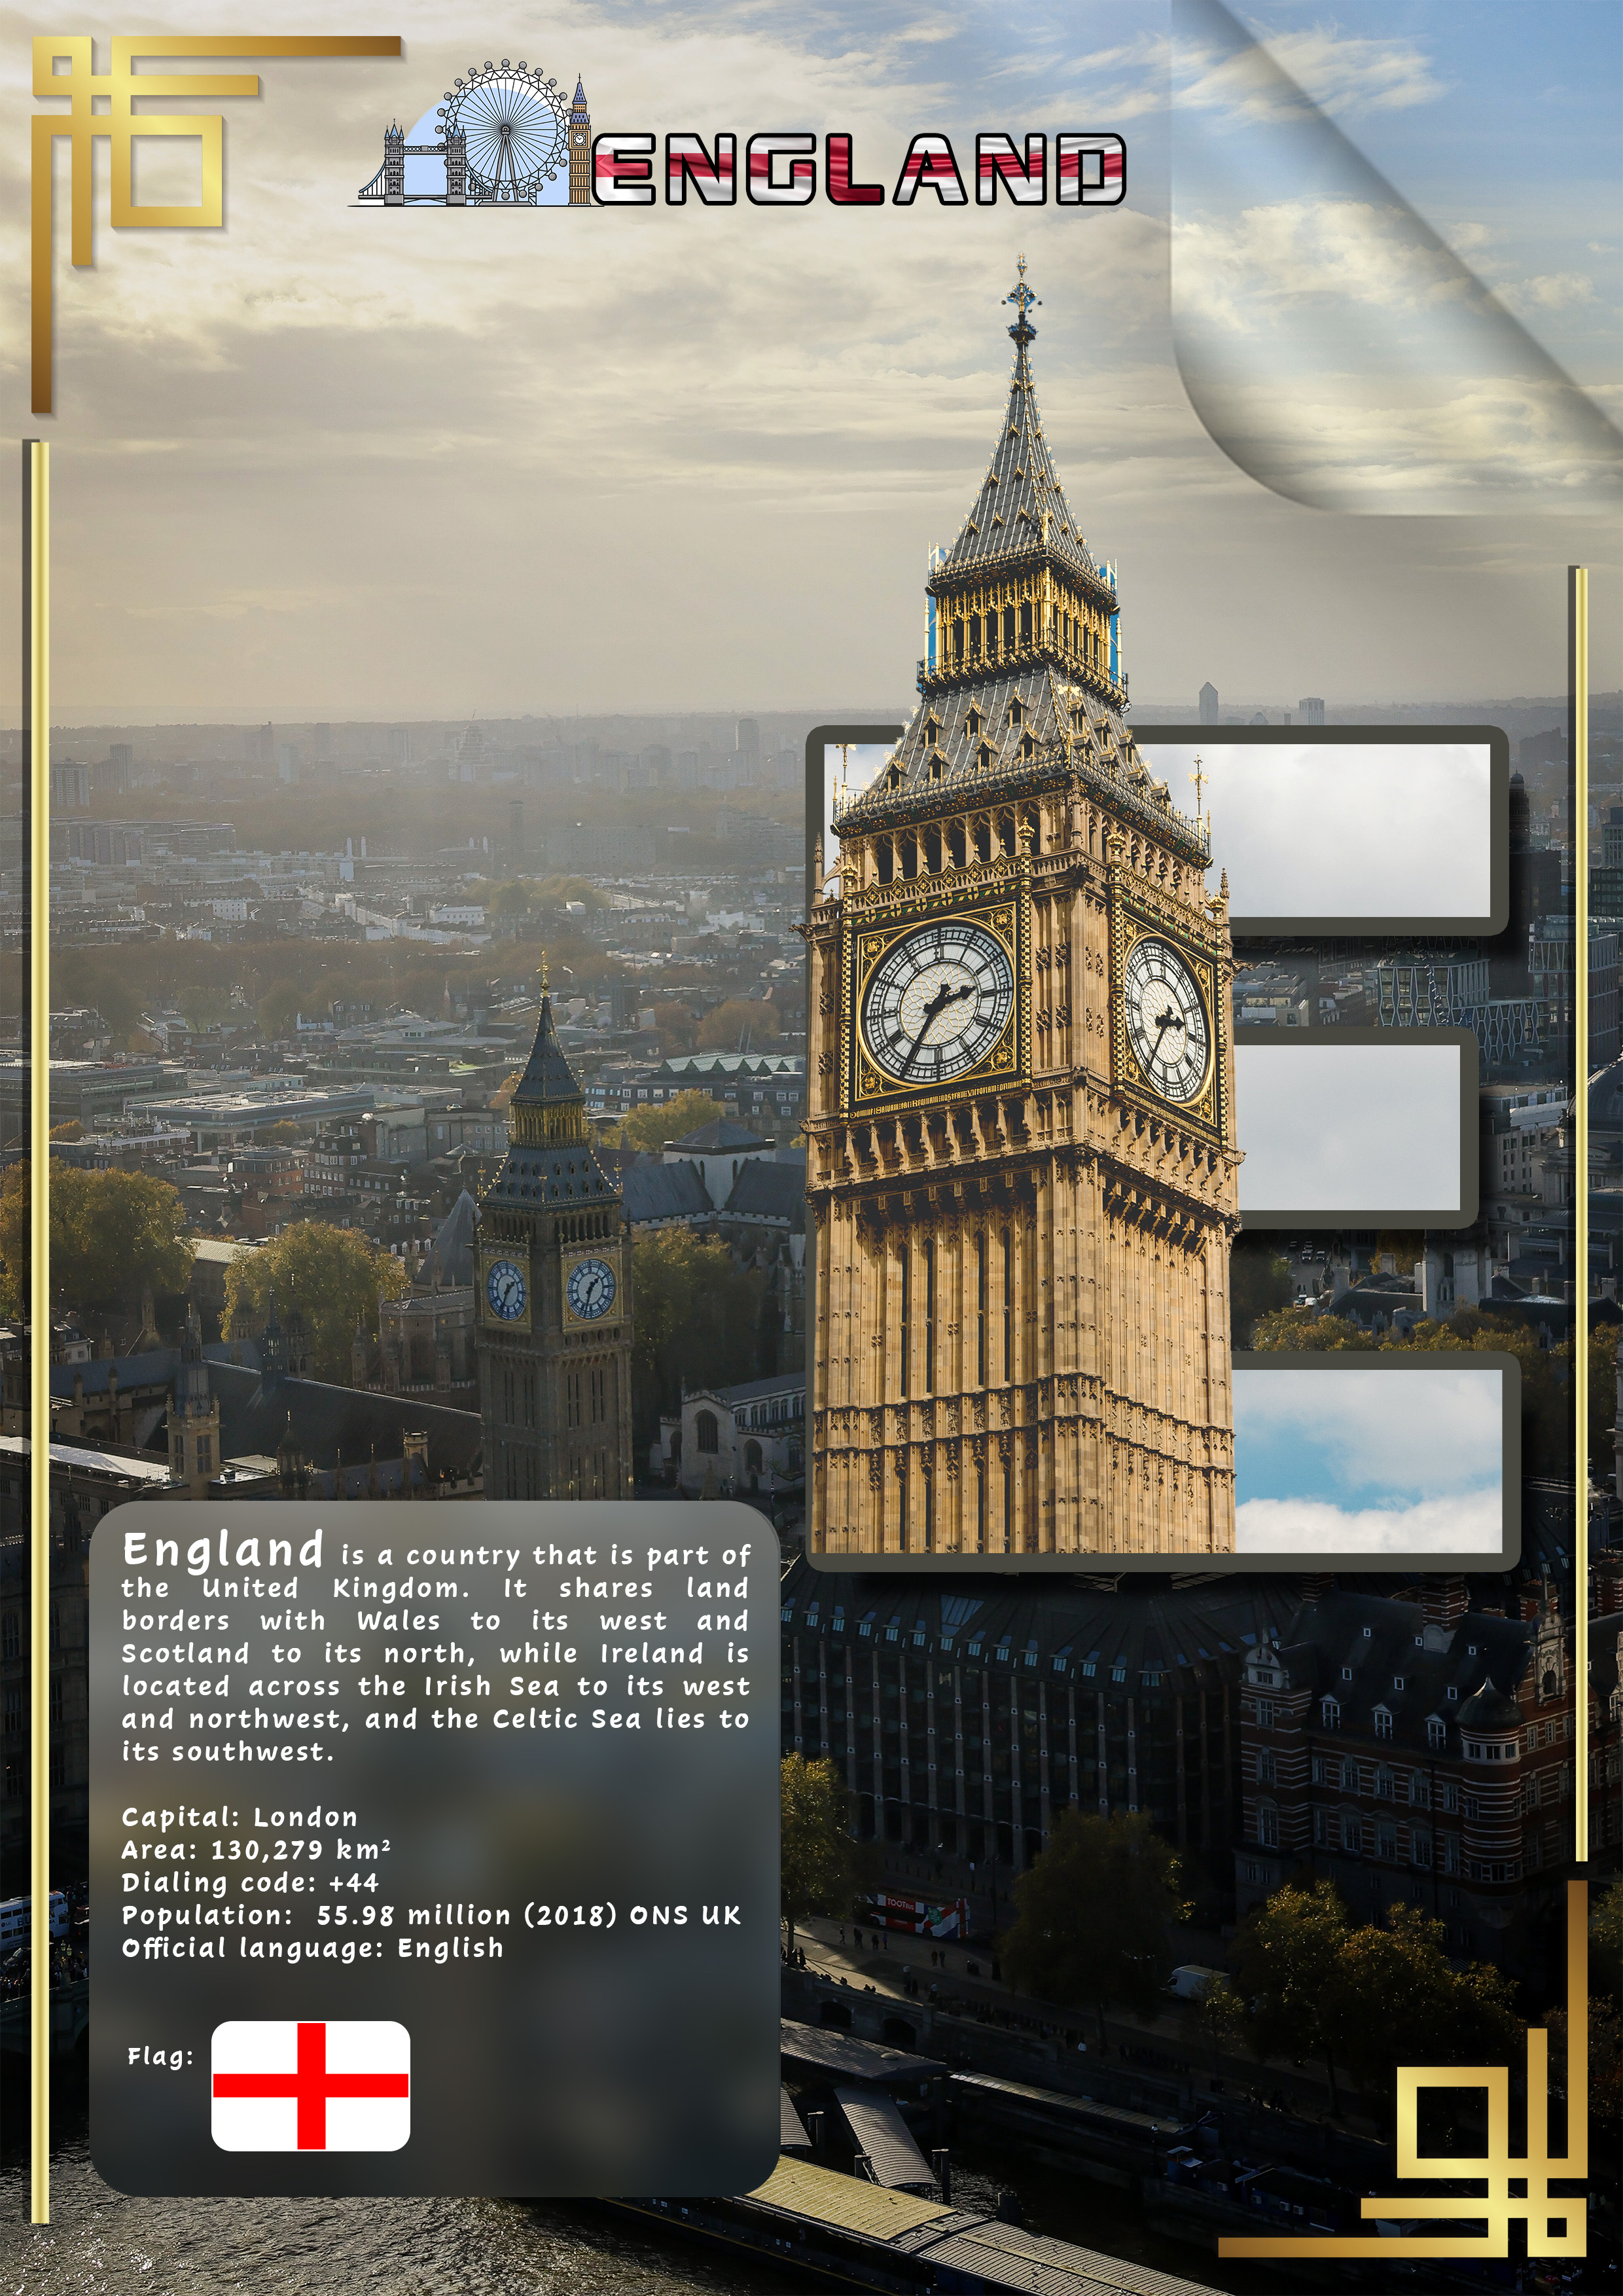 ENGLAND
England is a country that is part of
the United Kingdom. It shares land
borders with Wales to its west and
Scotland to its north, while Ireland is
located across the Irish Sea to its west
and northwest, and the Celtic Sea lies to
its southwest.
Capital: London
Area: 130,279 km²
Dialing code: +44
Population: 55.98 million (2018) ONS UK
Official language: English
TOOTbus
Flag: